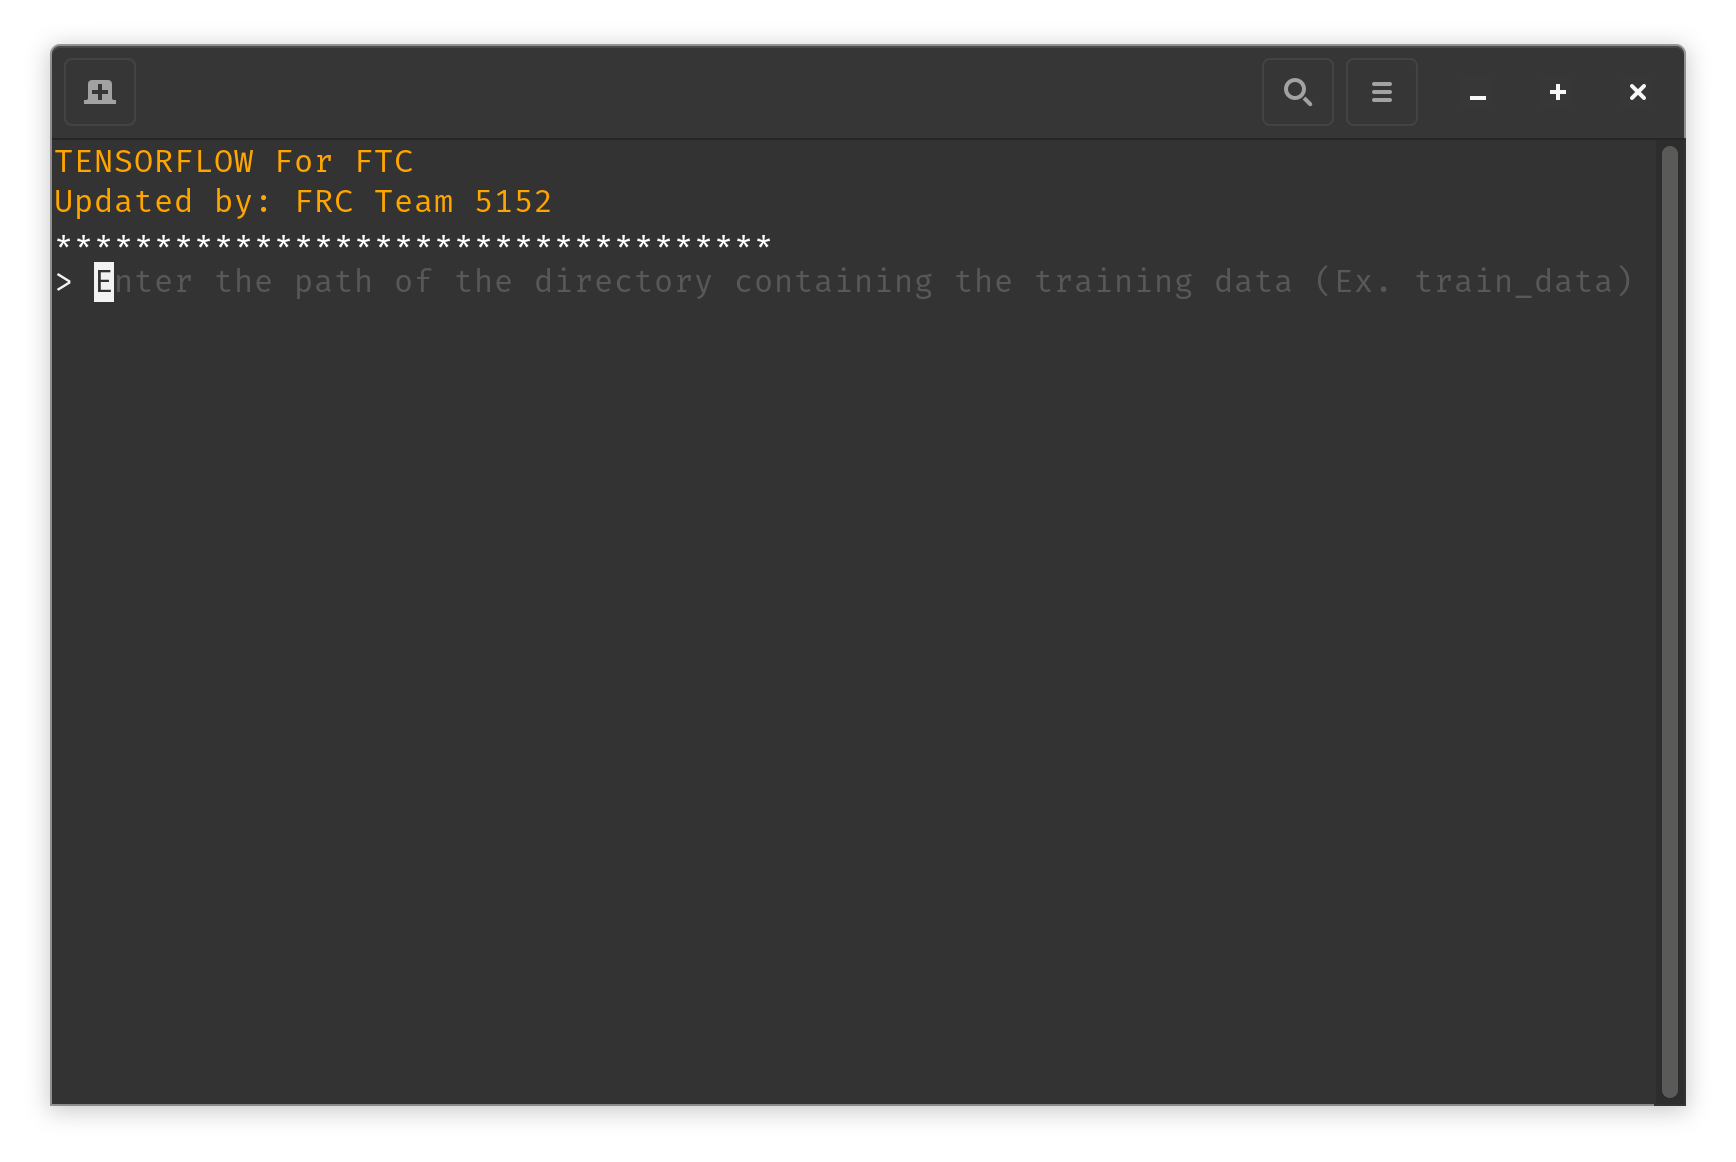 TENSORFLOW For FTC
Updated by: FRC Team 5152
************************************
> Enter the path of the directory containing the training data (Ex. train_data)